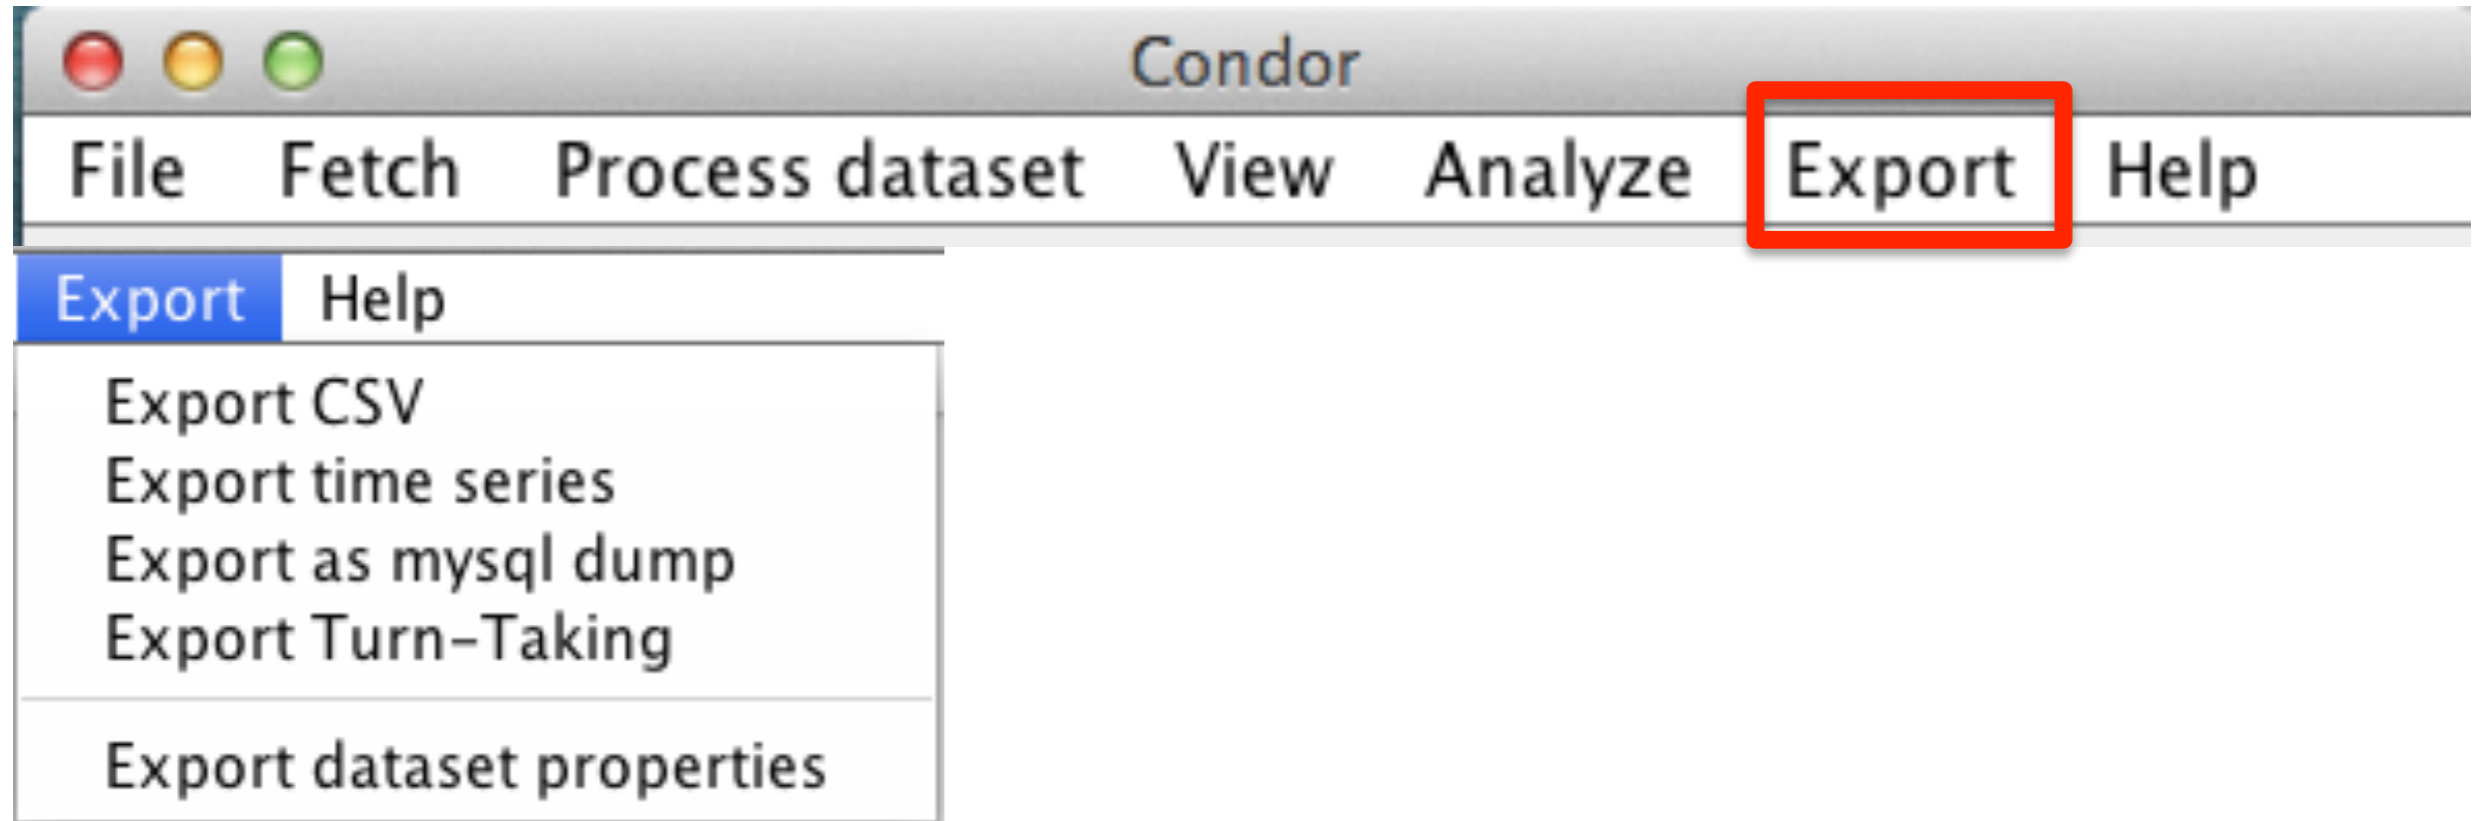 Condor
File Fetch Process dataset View Analyze Export Help
Export Help
Export CSV
Export time series
Export as mysql dump
Export Turn-Taking
Export dataset properties